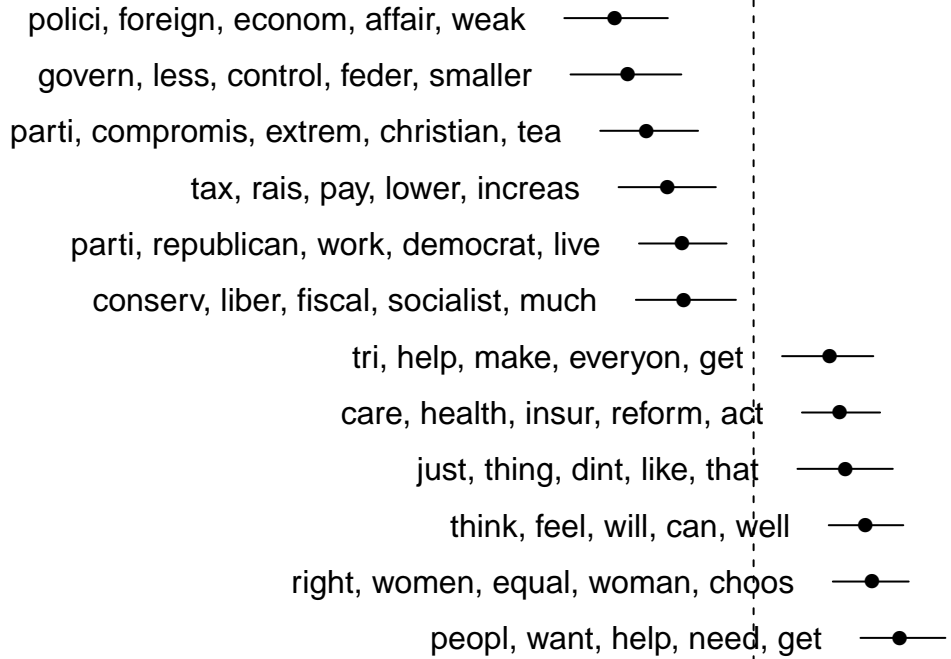 polici, foreign, econom, affair, weak
govern, less, control, feder, smaller
parti, compromis, extrem, christian, tea
tax, rais, pay, lower, increas
parti, republican, work, democrat, live
conserv, liber, fiscal, socialist, much
tri, help, make, everyon, get
care, health, insur, reform, act
just, thing, dint, like, that
think, feel, will, can, well
right, women, equal, woman, choos
peopl, want, help, need, get